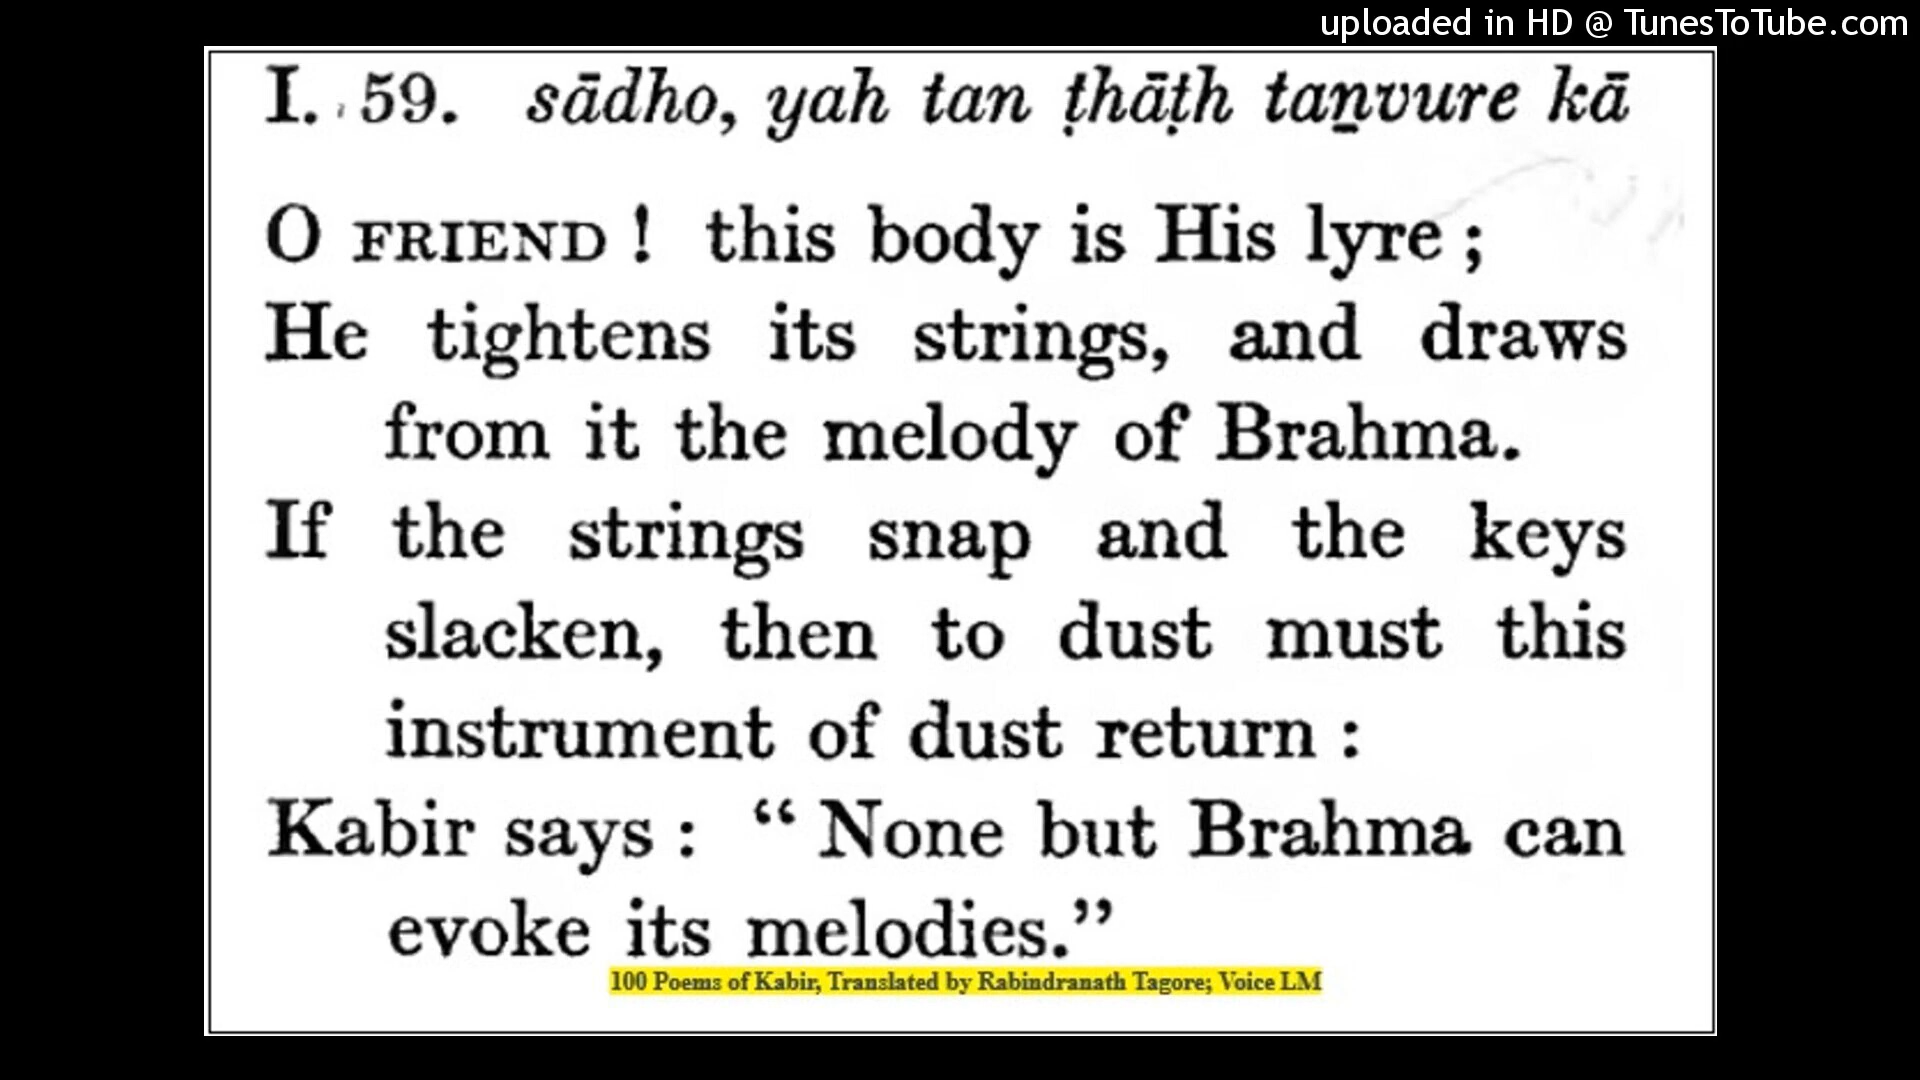 uploaded in HD @ TunesToTube.com
I. 59. sādho, yah tan ṭhāṭh taṉvure kā
O FRIEND ! this body is His lyre ;
He tightens its strings, and draws
from it the melody of Brahma.
If the strings snap and the keys
slacken, then to dust must this
instrument of dust return :
Kabir says : “ None but Brahma can
evoke its melodies.”
100 Poems of Kabir, Translated by Rabindranath Tagore; Voice LM